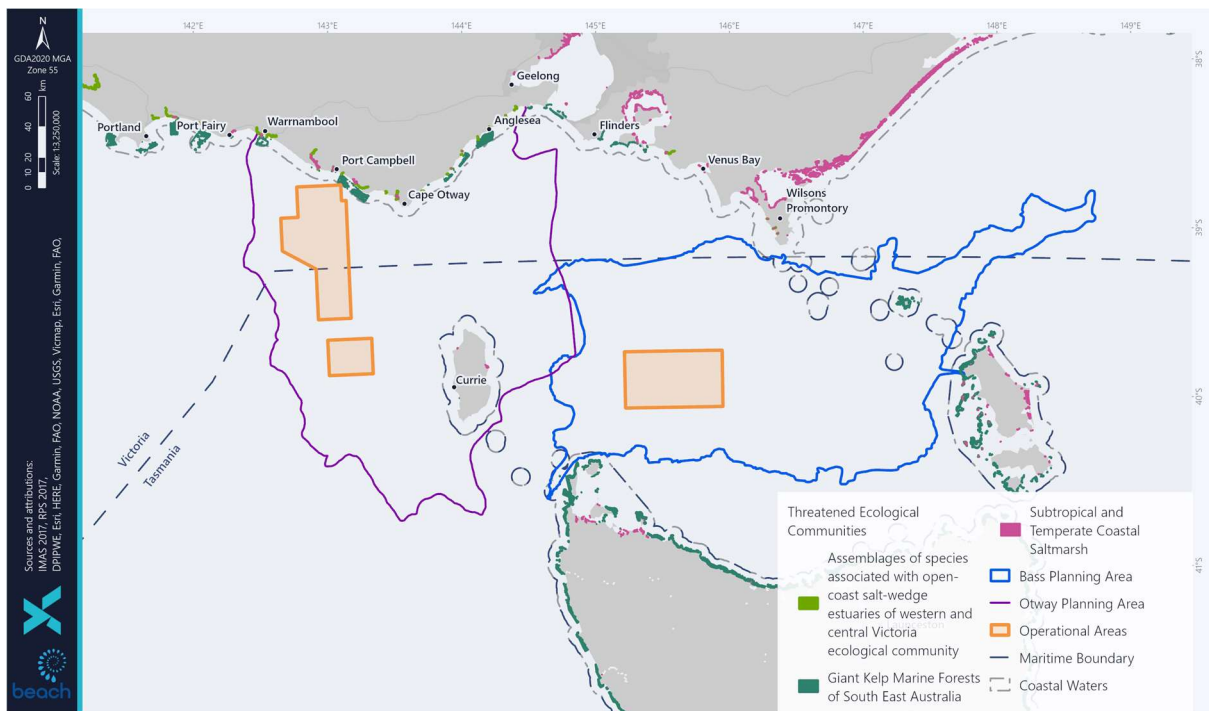 142°E
143°E
144°E
145°E
146°E
147°E
148°E
149°E
N
GDA2020 MGA
Zone 55
0 10 20 40 60
km
Scale: 1:3,250,000
Sources and attributions:
IMAS 2017, RPS 2017,
DPIPWE, Esri, HERE, Garmin, FAO, NOAA, USGS, Vicmap, Esri, Garmin, FAO,
beach
38°S
39°S
40°S
41°S
Geelong
Portland
Port Fairy
Warrnambool
Anglesea
Flinders
Port Campbell
Venus Bay
Cape Otway
Wilsons
Promontory
Currie
Victoria
Tasmania
Threatened Ecological
Communities
Assemblages of species
associated with open-
coast salt-wedge
estuaries of western and
central Victoria
ecological community
Giant Kelp Marine Forests
of South East Australia
Subtropical and
Temperate Coastal
Saltmarsh
Bass Planning Area
Otway Planning Area
Launceston
Operational Areas
Maritime Boundary
Coastal Waters